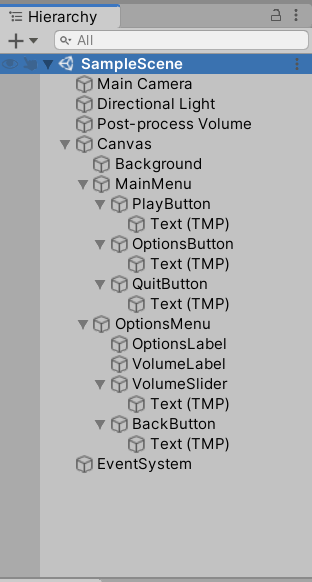 Hierarchy
All
SampleScene
Main Camera
Directional Light
Post-process Volume
Canvas
Background
MainMenu
PlayButton
Text (TMP)
OptionsButton
Text (TMP)
QuitButton
Text (TMP)
OptionsMenu
OptionsLabel
VolumeLabel
VolumeSlider
Text (TMP)
BackButton
Text (TMP)
EventSystem